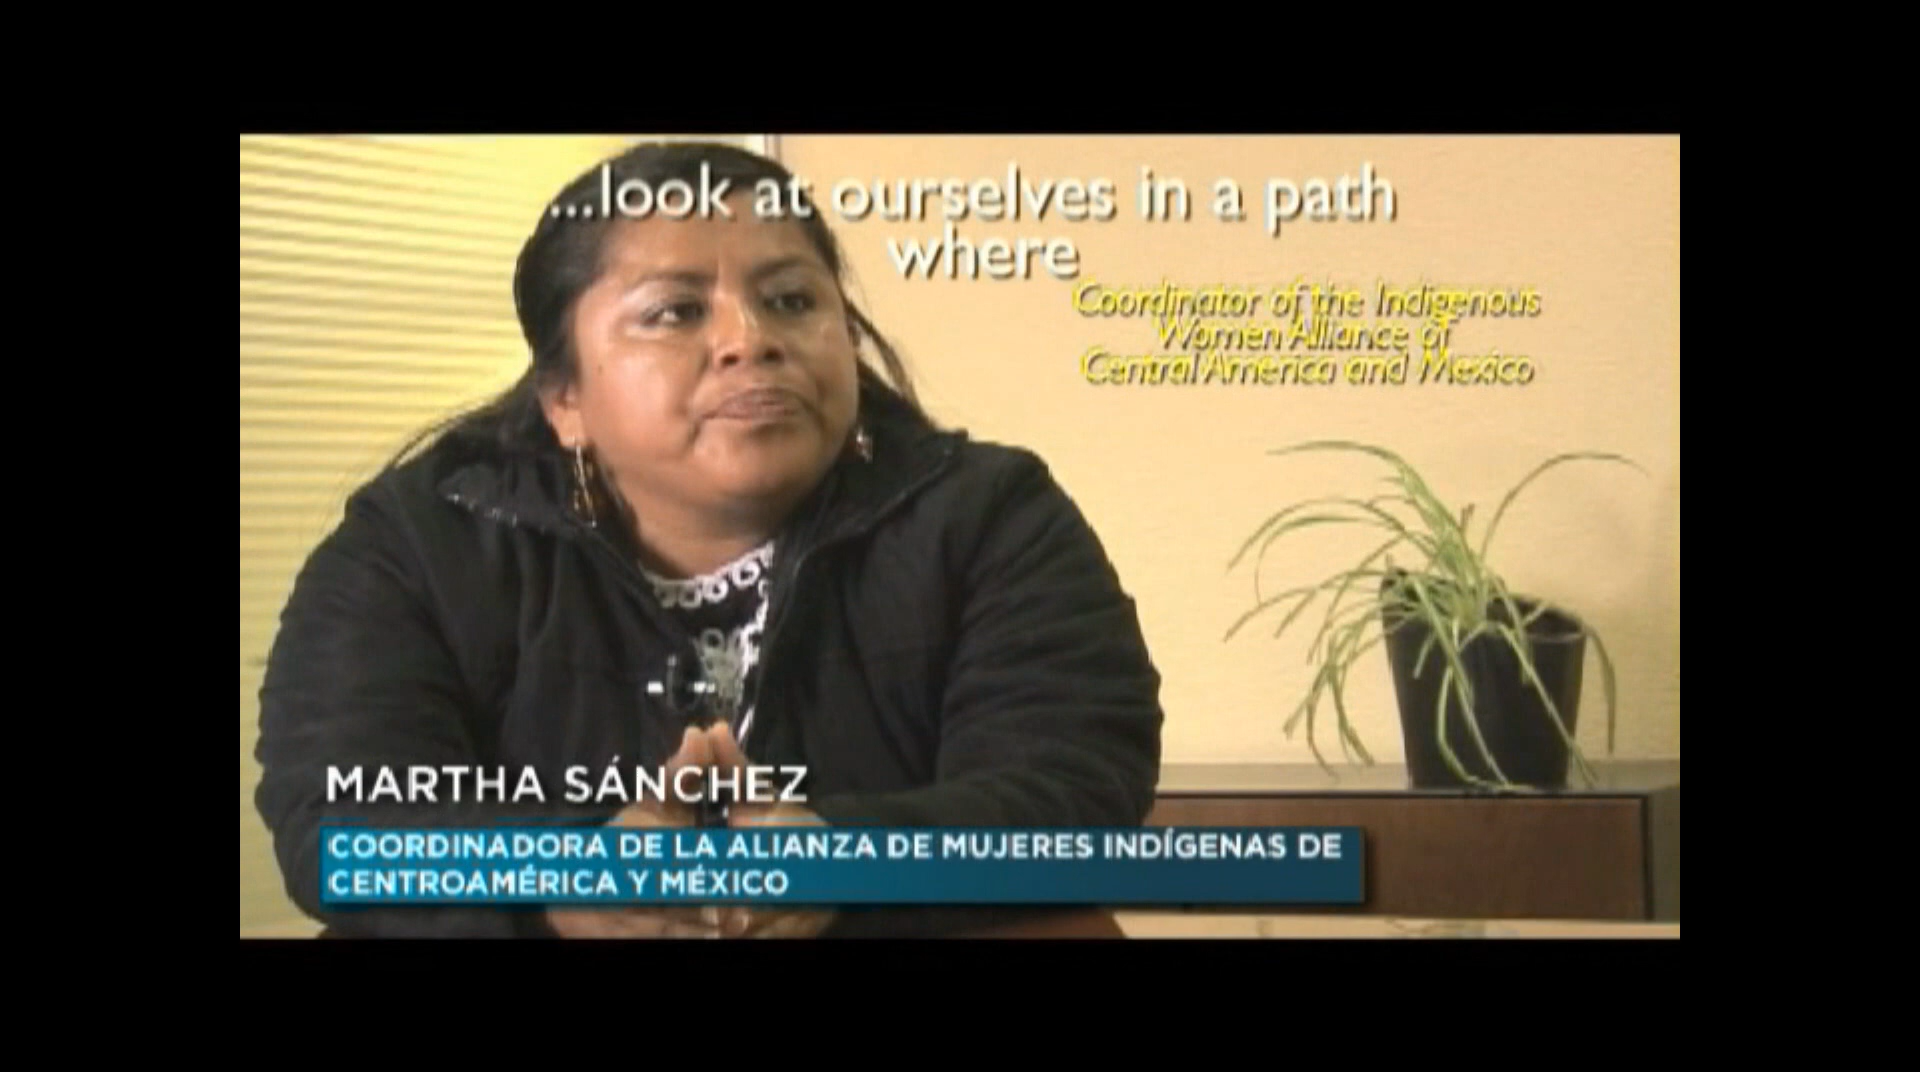 ...look at ourselves in a path
where
Coordinator of the Indigenous
Women Alliance of
Central America and Mexico
MARTHA SÁNCHEZ
COORDINADORA DE LA ALIANZA DE MUJERES INDÍGENAS DE
CENTROAMÉRICA Y MÉXICO